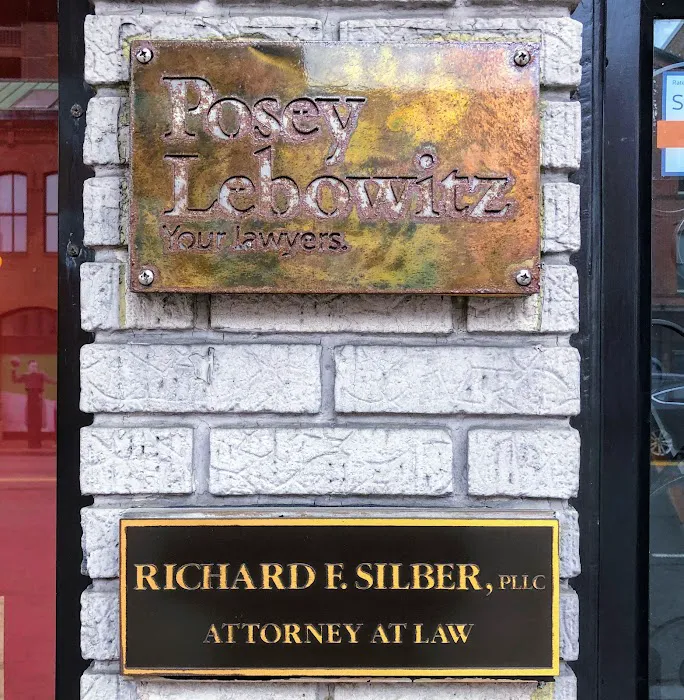 Posey
Lebowitz
Your lawyers.
RICHARD F. SILBER, PLLC
ATTORNEY AT LAW